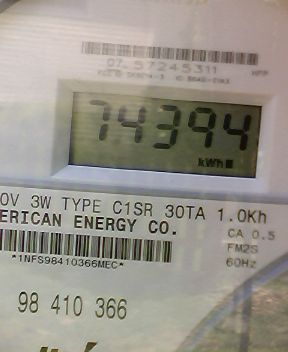 07 57245311
74394
kWh
0V 3W TYPE C1SR 30TA 1.0Kh
ERICAN ENERGY CO.
CA 0.5
FM2S
60Hz
*1NFS98410366MEC*
98 410 366